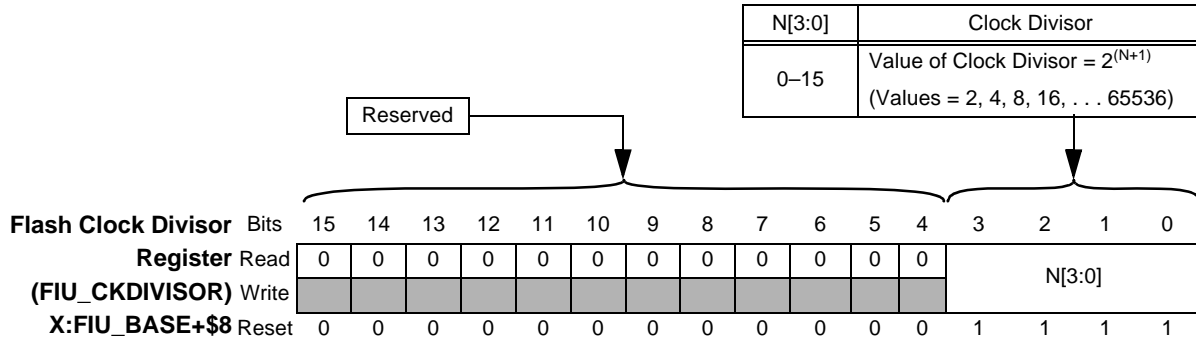 N[3:0] Clock Divisor
0–15 Value of Clock Divisor = 2^(N+1)
(Values = 2, 4, 8, 16, . . . 65536)
Reserved
Flash Clock Divisor Bits 15 14 13 12 11 10 9 8 7 6 5 4 3 2 1 0
Register Read 0 0 0 0 0 0 0 0 0 0 0 0 N[3:0]
(FIU_CKDIVISOR) Write
X:FIU_BASE+$8 Reset 0 0 0 0 0 0 0 0 0 0 0 0 1 1 1 1